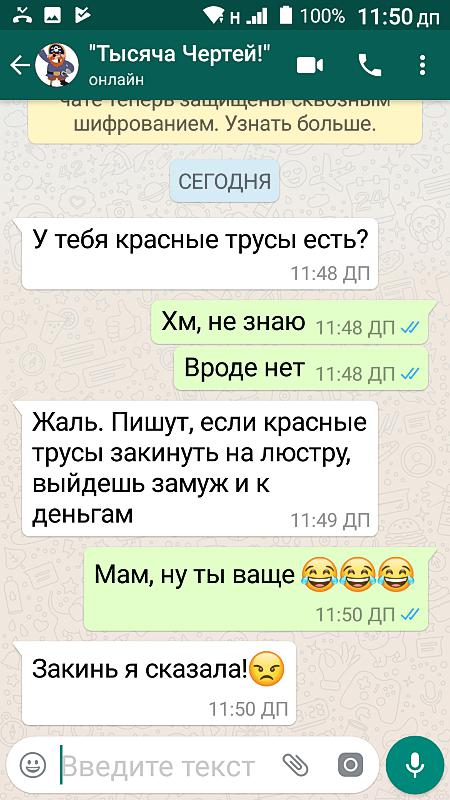 н 100% 11:50 дп
"Тысяча Чертей!"
онлайн
чате теперь защищены сквозным
шифрованием. Узнать больше.
СЕГОДНЯ
У тебя красные трусы есть?
11:48 ДП
Хм, не знаю 11:48 ДП
Вроде нет 11:48 ДП
Жаль. Пишут, если красные
трусы закинуть на люстру,
выйдешь замуж и к
деньгам 11:49 ДП
Мам, ну ты ваще 😂😂😂
11:50 ДП
Закинь я сказала!😠
11:50 ДП
Введите текст